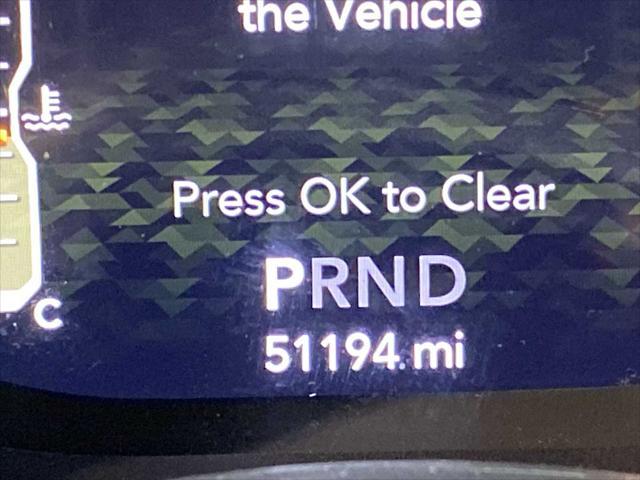 the Vehicle
Press OK to Clear
PRND
C
51194 mi